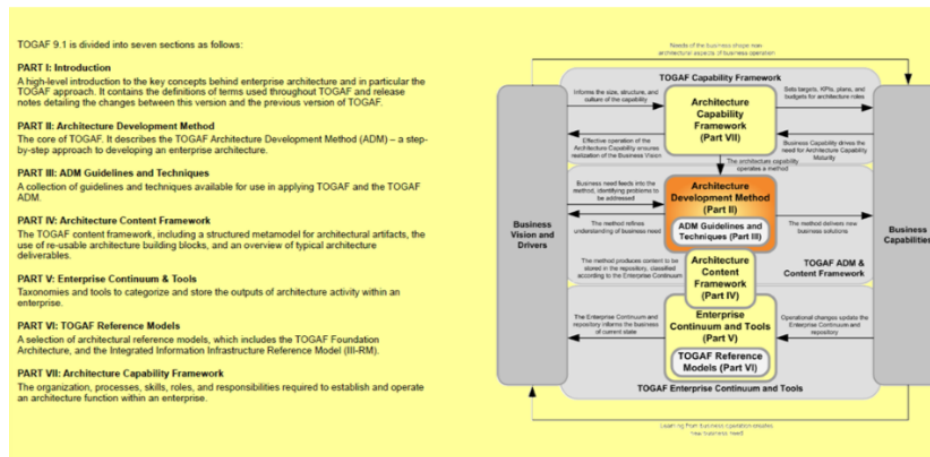 TOGAF 9.1 is divided into seven sections as follows:
PART I: Introduction
A high-level introduction to the key concepts behind enterprise architecture and in particular the
TOGAF approach. It contains the definitions of terms used throughout TOGAF and release
notes detailing the changes between this version and the previous version of TOGAF.
PART II: Architecture Development Method
The core of TOGAF. It describes the TOGAF Architecture Development Method (ADM) – a step-
by-step approach to developing an enterprise architecture.
PART III: ADM Guidelines and Techniques
A collection of guidelines and techniques available for use in applying TOGAF and the TOGAF
ADM.
PART IV: Architecture Content Framework
The TOGAF content framework, including a structured metamodel for architectural artifacts, the
use of re-usable architecture building blocks, and an overview of typical architecture
deliverables.
PART V: Enterprise Continuum & Tools
Taxonomies and tools to categorize and store the outputs of architecture activity within an
enterprise.
PART VI: TOGAF Reference Models
A selection of architectural reference models, which includes the TOGAF Foundation
Architecture, and the Integrated Information Infrastructure Reference Model (III-RM).
PART VII: Architecture Capability Framework
The organization, processes, skills, roles, and responsibilities required to establish and operate
an architecture function within an enterprise.
Needs of the business shape non-
architectural aspects of business operation
TOGAF Capability Framework
Informs the size, structure, and
culture of the capability
Architecture
Capability
Framework
(Part VII)
Sets targets, KPIs, plans, and
budgets for architecture roles
Effective operation of the
Architecture Capability ensures
realization of the Business Vision
Business Capability drives the
need for Architecture Capability
Maturity
The architecture capability
operates a method
Business need feeds into the
method, identifying problems to
be addressed
Architecture
Development Method
(Part II)
ADM Guidelines and
Techniques (Part III)
The method refines
understanding of business need
The method delivers new
business solutions
Business
Vision and
Drivers
Business
Capabilities
The method produces content to be
stored in the repository, classified
according to the Enterprise Continuum
Architecture
Content
Framework
(Part IV)
TOGAF ADM &
Content Framework
The Enterprise Continuum and
repository informs the business
of current state
Enterprise
Continuum and Tools
(Part V)
TOGAF Reference
Models (Part VI)
Operational changes update the
Enterprise Continuum and
repository
TOGAF Enterprise Continuum and Tools
Learning from business operation creates
new business need